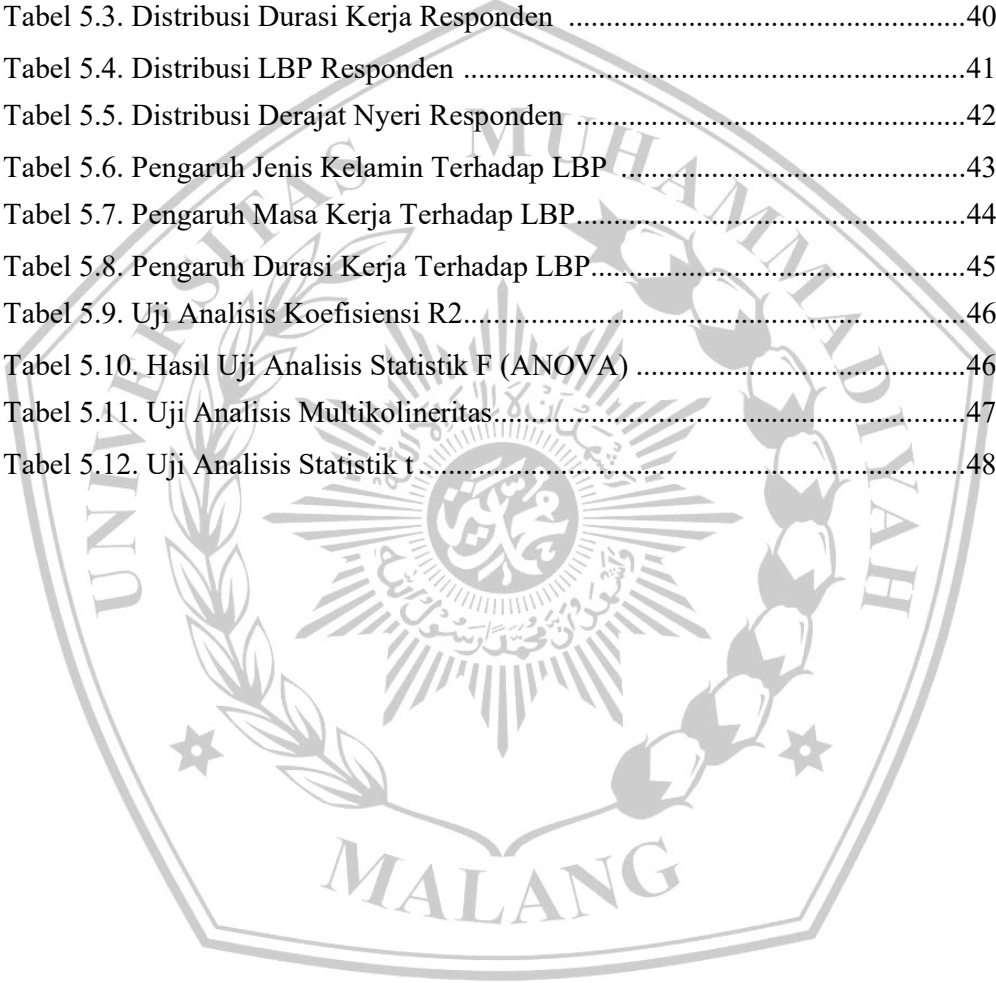 Tabel 5.3. Distribusi Durasi Kerja Responden ..................................................40
Tabel 5.4. Distribusi LBP Responden ...............................................................41
Tabel 5.5. Distribusi Derajat Nyeri Responden .................................................42
Tabel 5.6. Pengaruh Jenis Kelamin Terhadap LBP ...........................................43
Tabel 5.7. Pengaruh Masa Kerja Terhadap LBP.................................................44
Tabel 5.8. Pengaruh Durasi Kerja Terhadap LBP...............................................45
Tabel 5.9. Uji Analisis Koefisiensi R2...............................................................46
Tabel 5.10. Hasil Uji Analisis Statistik F (ANOVA) .........................................46
Tabel 5.11. Uji Analisis Multikolineritas............................................................47
Tabel 5.12. Uji Analisis Statistik t .....................................................................48
UNIVERSITAS MUHAMMADIYAH
MALANG